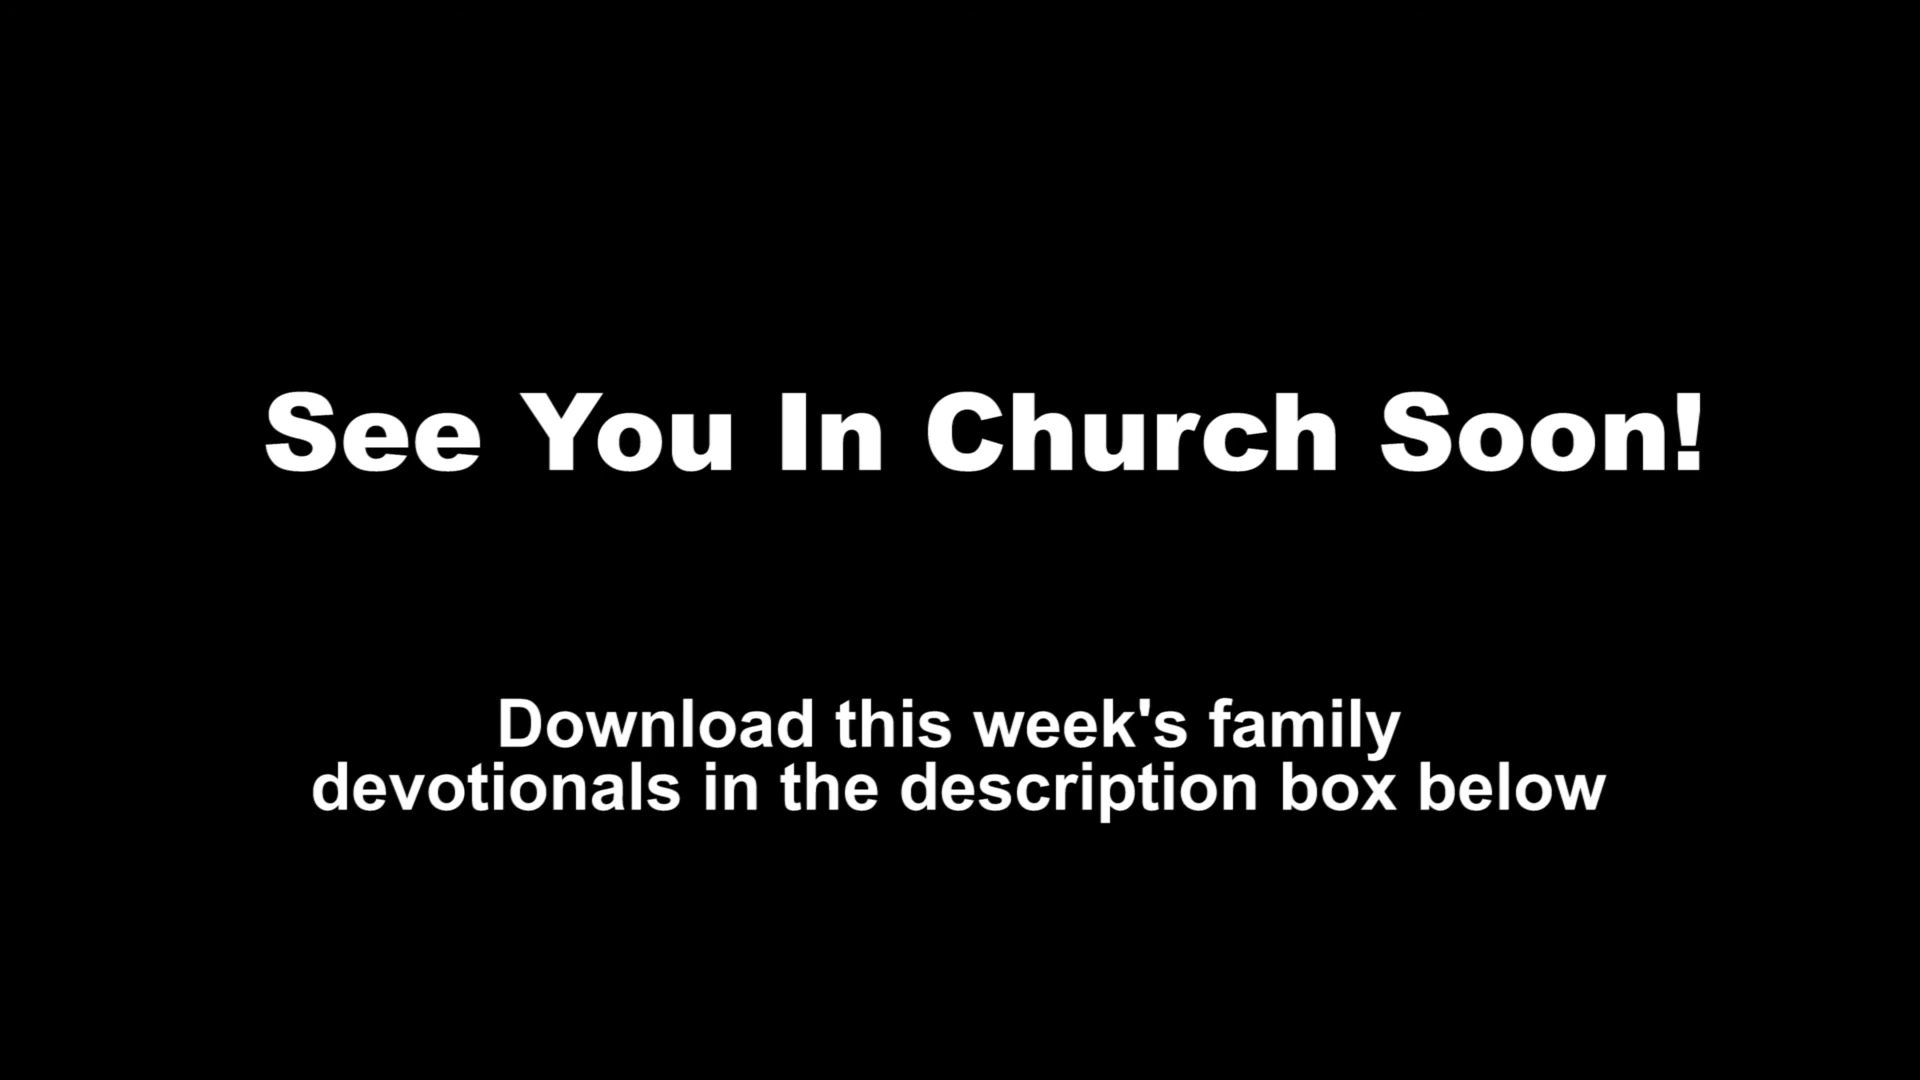 See You In Church Soon!
Download this week's family
devotionals in the description box below